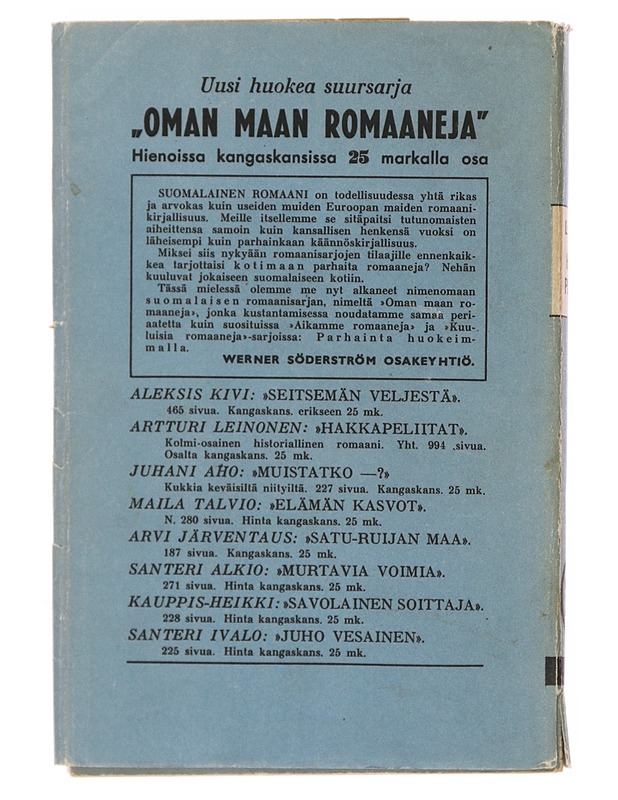 Uusi huokea suursarja
„OMAN MAAN ROMAANEJA”
Hienoissa kangaskansissa 25 markalla osa
SUOMALAINEN ROMAANI on todellisuudessa yhtä rikas
ja arvokas kuin useiden muiden Euroopan maiden romaani-
kirjallisuus. Meille itsellemme se sitäpaitsi tutunomaisten
aiheittensa samoin kuin kansallisen henkensä vuoksi on
läheisempi kuin parhainkaan käännöskirjallisuus.
Miksei siis nykyään romaanisarjojen tilaajille ennenkaik-
kea tarjottaisi kotimaan parhaita romaaneja? Nehän
kuuluvat jokaiseen suomalaiseen kotiin.
Tässä mielessä olemme me nyt alkaneet nimenomaan
suomalaisen romaanisarjan, nimeltä »Oman maan ro-
maaneja», jonka kustantamisessa noudatamme samaa peri-
aatetta kuin suosituissa »Aikamme romaaneja» ja »Kuu-
luisia romaaneja»-sarjoissa: Parhainta huokeim-
malla.
WERNER SÖDERSTRÖM OSAKEYHTIÖ.
ALEKSIS KIVI: »SEITSEMÄN VELJESTÄ».
465 sivua. Kangaskans. erikseen 25 mk.
ARTTURI LEINONEN: »HAKKAPELIITAT».
Kolmi-osainen historiallinen romaani. Yht. 994 sivua.
Osalta kangaskans. 25 mk.
JUHANI AHO: »MUISTATKO —?»
Kukkia keväisiltä niityiltä. 227 sivua. Kangaskans. 25 mk.
MAILA TALVIO: »ELÄMÄN KASVOT».
N. 280 sivua. Hinta kangaskans. 25 mk.
ARVI JÄRVENTAUS: »SATU-RUIJAN MAA».
187 sivua. Kangaskans. 25 mk.
SANTERI ALKIO: »MURTAVIA VOIMIA».
271 sivua. Hinta kangaskans. 25 mk.
KAUPPIS-HEIKKI: »SAVOLAINEN SOITTAJA».
228 sivua. Hinta kangaskans. 25 mk.
SANTERI IVALO: »JUHO VESAINEN».
225 sivua. Hinta kangaskans. 25 mk.